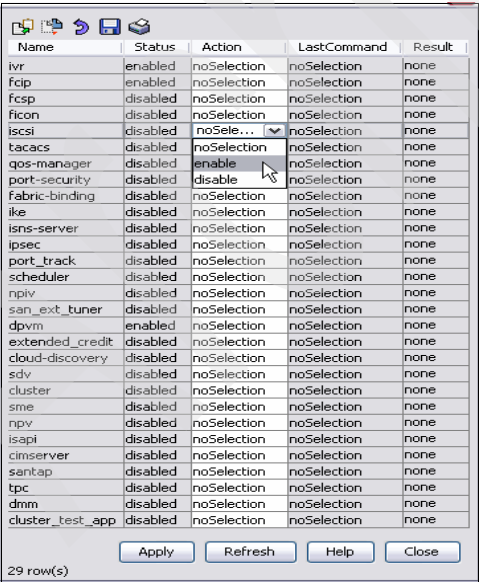 Name Status Action LastCommand Result
ivr enabled noSelection noSelection none
fcip enabled noSelection noSelection none
fcsp disabled noSelection noSelection none
ficon disabled noSelection noSelection none
iscsi disabled noSele... noSelection none
tacacs disabled noSelection noSelection none
qos-manager disabled enable noSelection none
port-security disabled disable noSelection none
fabric-binding disabled noSelection noSelection none
ike disabled noSelection noSelection none
isns-server disabled noSelection noSelection none
ipsec disabled noSelection noSelection none
port_track disabled noSelection noSelection none
scheduler disabled noSelection noSelection none
npiv disabled noSelection noSelection none
san_ext_tuner disabled noSelection noSelection none
dpvm enabled noSelection noSelection none
extended_credit disabled noSelection noSelection none
cloud-discovery disabled noSelection noSelection none
sdv disabled noSelection noSelection none
cluster disabled noSelection noSelection none
sme disabled noSelection noSelection none
npv disabled noSelection noSelection none
isapi disabled noSelection noSelection none
cimserver disabled noSelection noSelection none
santap disabled noSelection noSelection none
tpc disabled noSelection noSelection none
dmm disabled noSelection noSelection none
cluster_test_app disabled noSelection noSelection none
Apply Refresh Help Close
29 row(s)